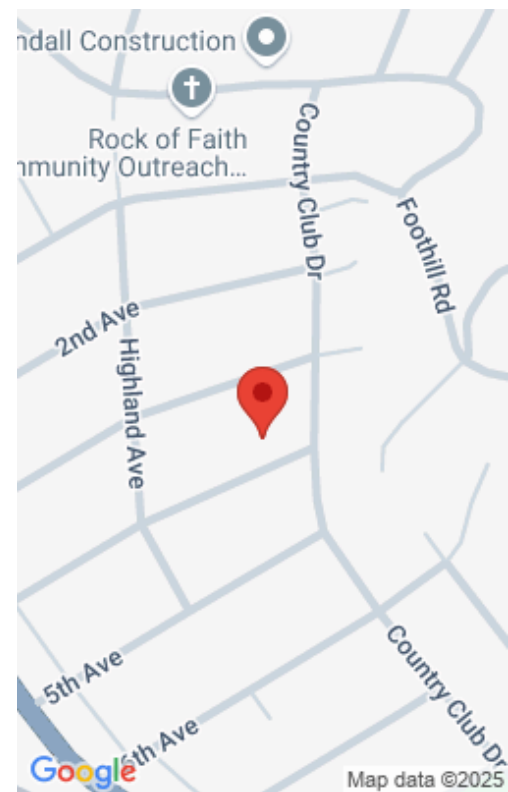 ndall Construction
Rock of Faith
mmunity Outreach...
Country Club Dr
Foothill Rd
2nd Ave
Highland Ave
5th Ave
6th Ave
Country Club Dr
Google
Map data ©2025